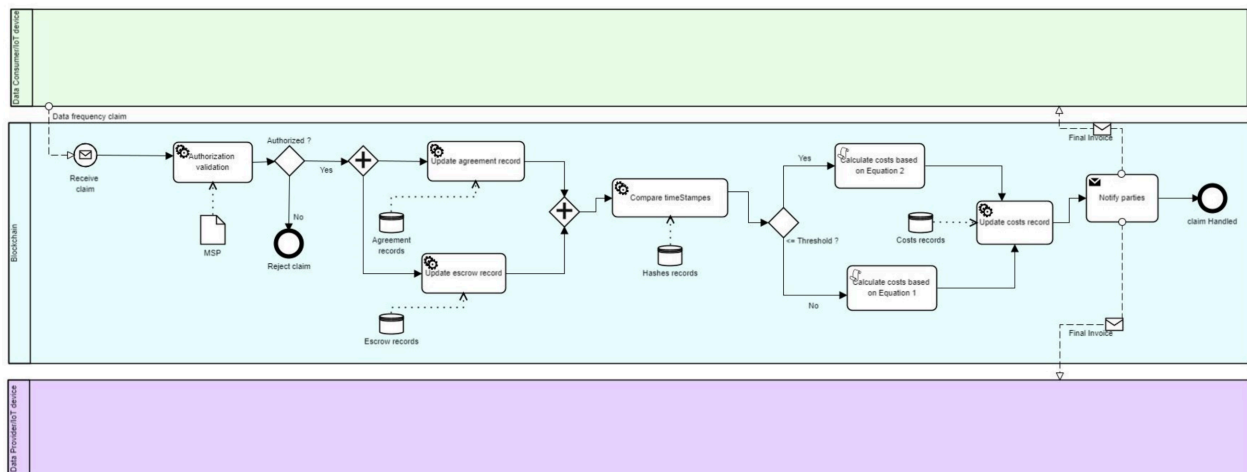 Data Consumer/IoT device
Data frequency claim
Final Invoice
Blockchain
Receive
claim
Authorization
validation
MSP
Authorized ?
Yes
No
Reject claim
Update agreement record
Agreement
records
Update escrow record
Escrow records
Compare timeStampes
Hashes records
<= Threshold ?
Yes
Calculate costs based
on Equation 2
No
Calculate costs based
on Equation 1
Costs records
Update costs record
Notify parties
claim Handled
Final Invoice
Data Provider/IoT device